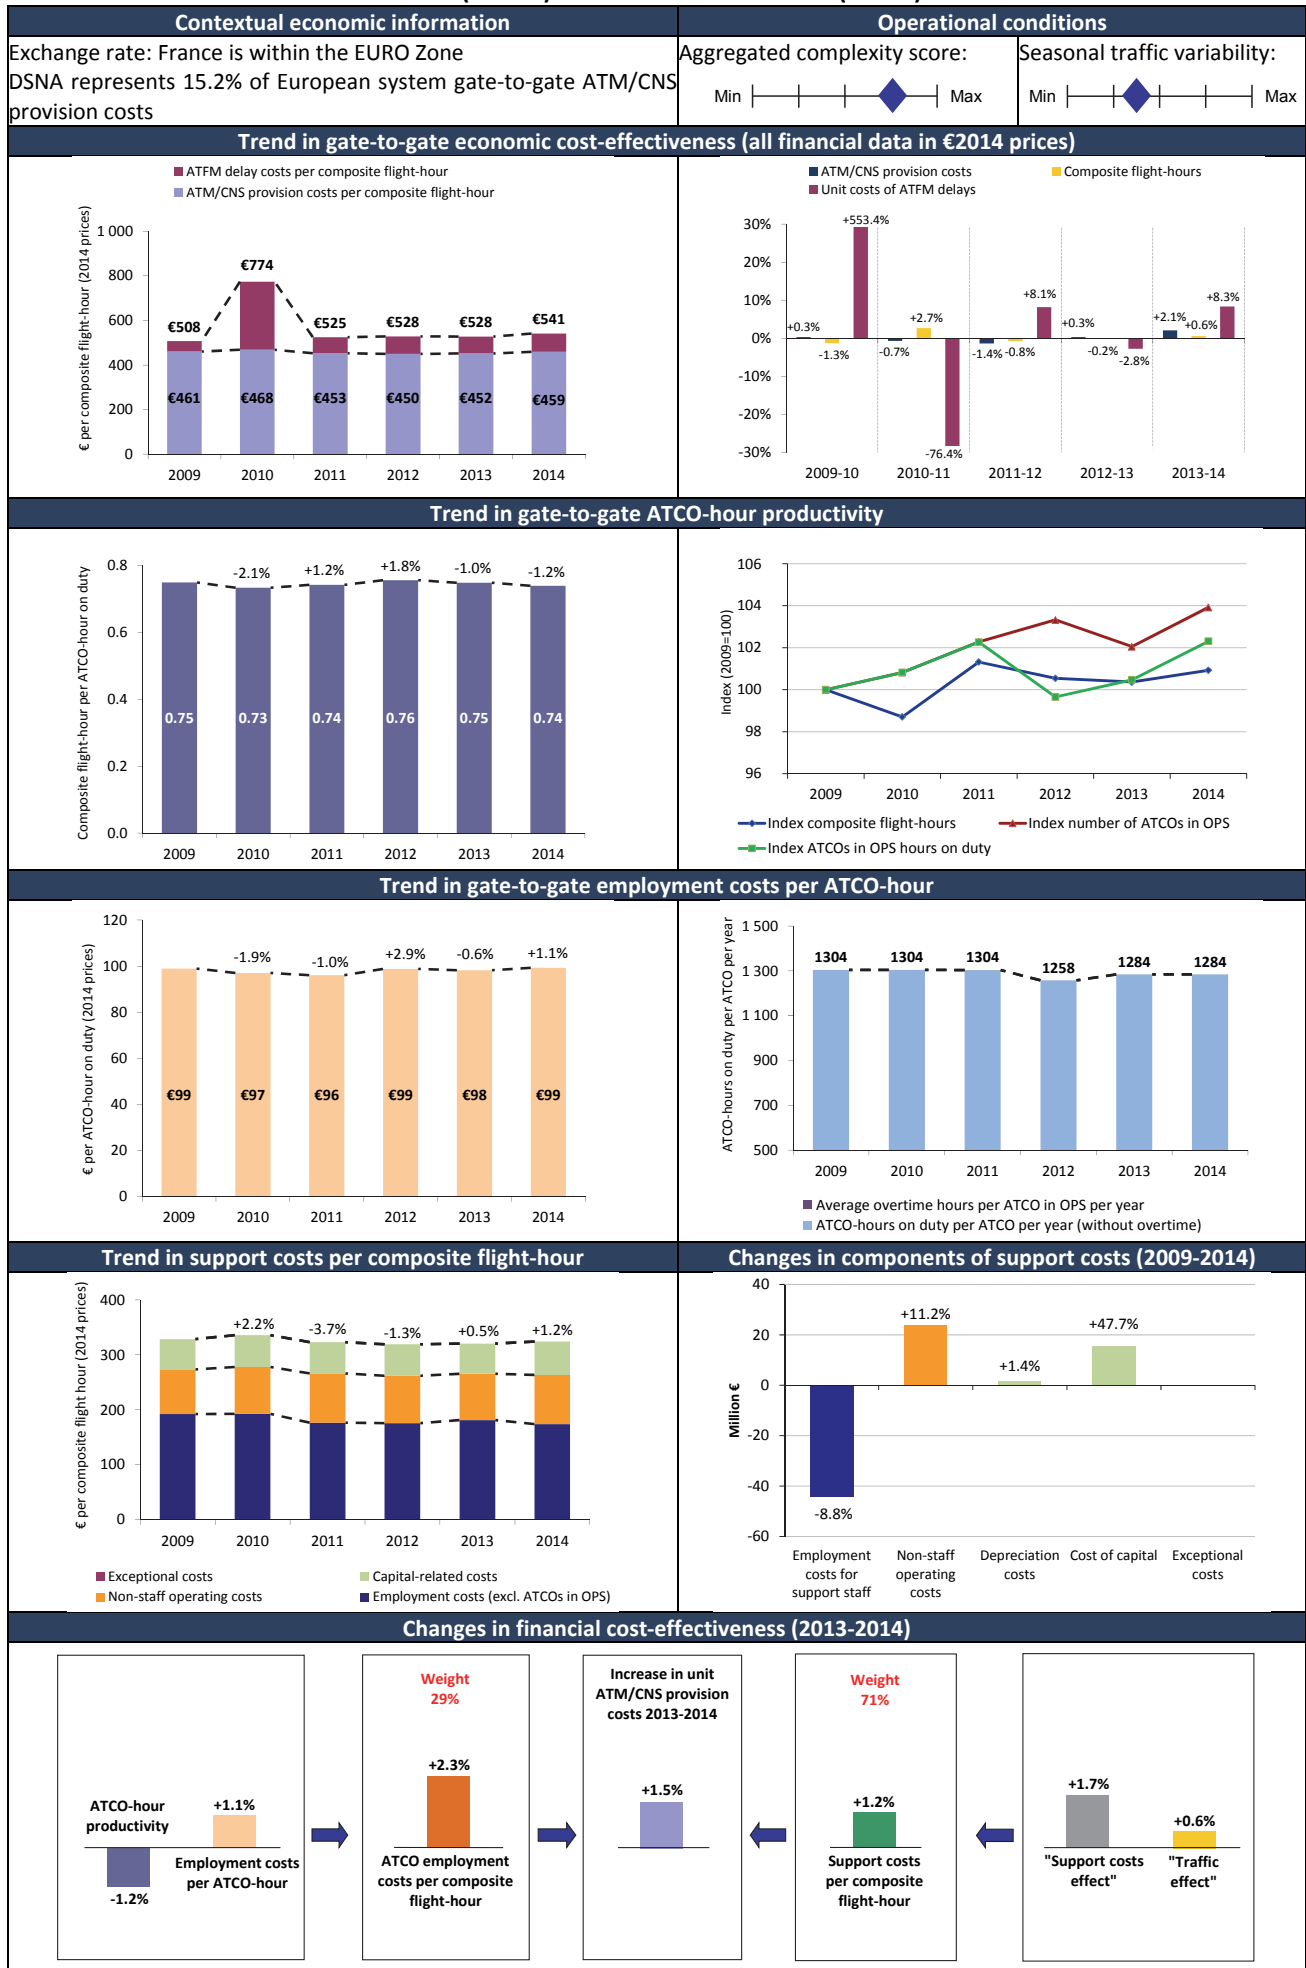 Contextual economic information
Operational conditions
Exchange rate: France is within the EURO Zone
DSNA represents 15.2% of European system gate-to-gate ATM/CNS
provision costs
Aggregated complexity score:
Min
Max
Seasonal traffic variability:
Min
Max
Trend in gate-to-gate economic cost-effectiveness (all financial data in €2014 prices)
ATFM delay costs per composite flight-hour
ATM/CNS provision costs per composite flight-hour
€ per composite flight-hour (2014 prices)
1 000
800
600
400
200
0
€508
€774
€525
€528
€528
€541
€461
€468
€453
€450
€452
€459
2009
2010
2011
2012
2013
2014
ATM/CNS provision costs
Composite flight-hours
Unit costs of ATFM delays
30%
20%
10%
0%
-10%
-20%
-30%
+0.3%
-1.3%
+553.4%
-0.7%
+2.7%
-76.4%
-1.4%
-0.8%
+8.1%
+0.3%
-0.2%
-2.8%
+2.1%
+0.6%
+8.3%
2009-10
2010-11
2011-12
2012-13
2013-14
Trend in gate-to-gate ATCO-hour productivity
Composite flight-hour per ATCO-hour on duty
0.8
0.6
0.4
0.2
0.0
-2.1%
+1.2%
+1.8%
-1.0%
-1.2%
0.75
0.73
0.74
0.76
0.75
0.74
2009
2010
2011
2012
2013
2014
Index (2009=100)
106
104
102
100
98
96
2009
2010
2011
2012
2013
2014
Index composite flight-hours
Index number of ATCOs in OPS
Index ATCOs in OPS hours on duty
Trend in gate-to-gate employment costs per ATCO-hour
€ per ATCO-hour on duty (2014 prices)
120
100
80
60
40
20
0
-1.9%
-1.0%
+2.9%
-0.6%
+1.1%
€99
€97
€96
€99
€98
€99
2009
2010
2011
2012
2013
2014
ATCO-hours on duty per ATCO per year
1 500
1 300
1 100
900
700
500
1304
1304
1304
1258
1284
1284
2009
2010
2011
2012
2013
2014
Average overtime hours per ATCO in OPS per year
ATCO-hours on duty per ATCO per year (without overtime)
Trend in support costs per composite flight-hour
Changes in components of support costs (2009-2014)
€ per composite flight hour (2014 prices)
400
300
200
100
0
+2.2%
-3.7%
-1.3%
+0.5%
+1.2%
2009
2010
2011
2012
2013
2014
Exceptional costs
Capital-related costs
Non-staff operating costs
Employment costs (excl. ATCOs in OPS)
Million €
40
20
0
-20
-40
-60
-8.8%
+11.2%
+1.4%
+47.7%
Employment
costs for
support staff
Non-staff
operating
costs
Depreciation
costs
Cost of capital
Exceptional
costs
Changes in financial cost-effectiveness (2013-2014)
ATCO-hour
productivity
-1.2%
+1.1%
Employment costs
per ATCO-hour
Weight
29%
+2.3%
ATCO employment
costs per composite
flight-hour
Increase in unit
ATM/CNS provision
costs 2013-2014
+1.5%
Weight
71%
+1.2%
Support costs
per composite
flight-hour
+1.7%
"Support costs
effect"
+0.6%
"Traffic
effect"